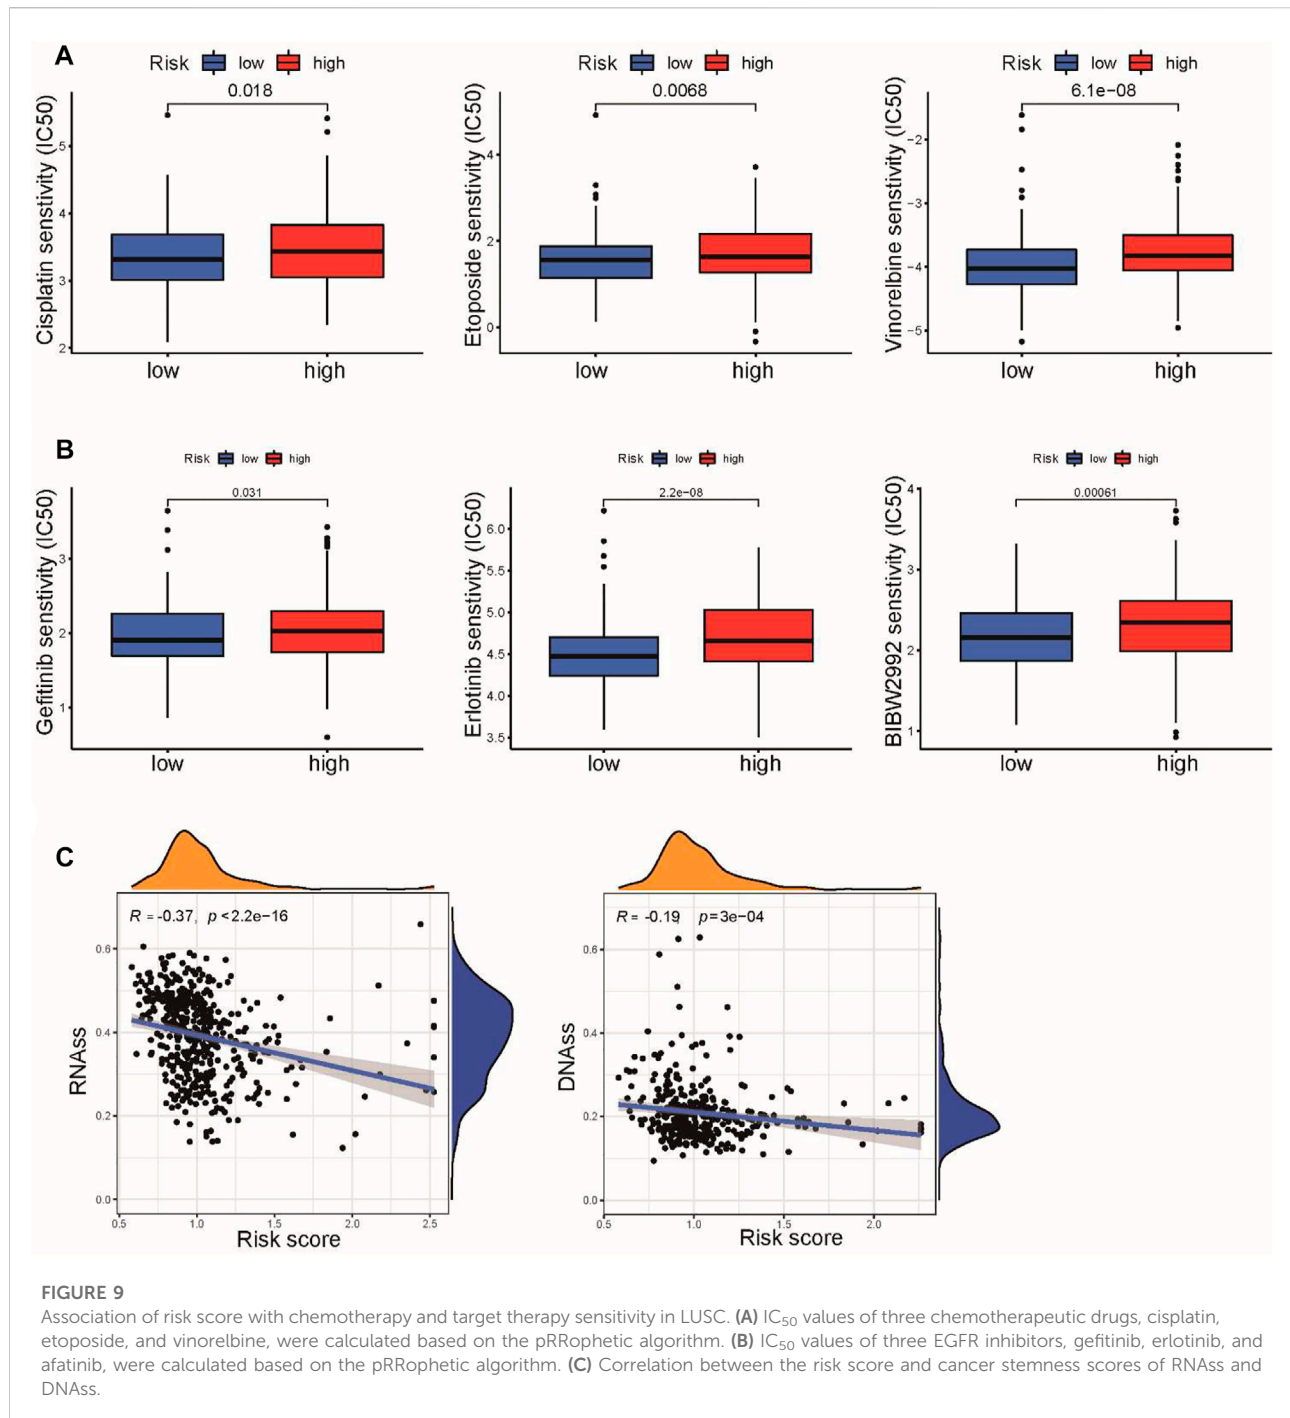 A
Risk low high
0.018
Cisplatin senstivity (IC50)
5
4
3
2
low high
Risk low high
0.0068
Etoposide senstivity (IC50)
4
2
0
low high
Risk low high
6.1e−08
Vinorelbine senstivity (IC50)
−2
−3
−4
−5
low high
B
Risk low high
0.031
Gefitinib senstivity (IC50)
3
2
1
low high
Risk low high
2.2e−08
Erlotinib senstivity (IC50)
6.0
5.5
5.0
4.5
4.0
3.5
low high
Risk low high
0.00061
BIBW2992 senstivity (IC50)
4
3
2
1
low high
C
R = -0.37, p < 2.2e−16
RNAss
0.6
0.4
0.2
0.0
0.5 1.0 1.5 2.0 2.5
Risk score
R = -0.19 p=3e−04
DNAss
0.6
0.4
0.2
0.0
0.5 1.0 1.5 2.0
Risk score
FIGURE 9
Association of risk score with chemotherapy and target therapy sensitivity in LUSC. (A) IC50 values of three chemotherapeutic drugs, cisplatin,
etoposide, and vinorelbine, were calculated based on the pRRophetic algorithm. (B) IC50 values of three EGFR inhibitors, gefitinib, erlotinib, and
afatinib, were calculated based on the pRRophetic algorithm. (C) Correlation between the risk score and cancer stemness scores of RNAss and
DNAss.